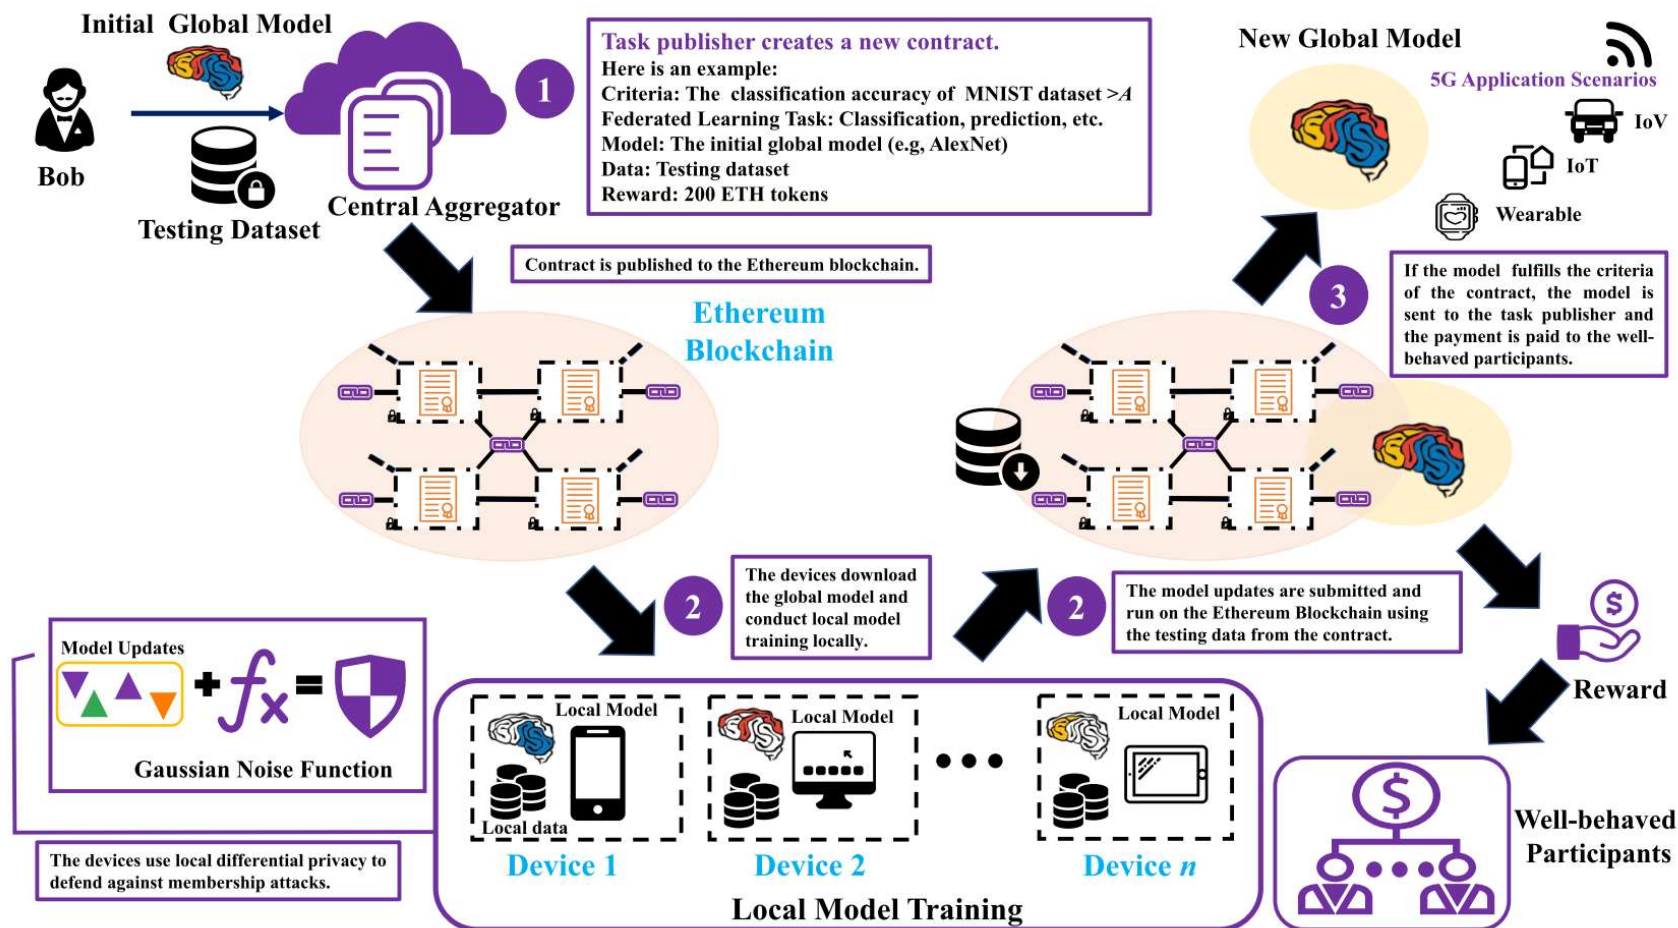 Initial Global Model
Bob
Testing Dataset
Central Aggregator
1
Task publisher creates a new contract.
Here is an example:
Criteria: The classification accuracy of MNIST dataset >A
Federated Learning Task: Classification, prediction, etc.
Model: The initial global model (e.g, AlexNet)
Data: Testing dataset
Reward: 200 ETH tokens
New Global Model
5G Application Scenarios
IoV
IoT
Wearable
Contract is published to the Ethereum blockchain.
Ethereum
Blockchain
3
If the model fulfills the criteria
of the contract, the model is
sent to the task publisher and
the payment is paid to the well-
behaved participants.
2
The devices download
the global model and
conduct local model
training locally.
2
The model updates are submitted and
run on the Ethereum Blockchain using
the testing data from the contract.
$
Reward
Model Updates
+ fx =
Gaussian Noise Function
The devices use local differential privacy to
defend against membership attacks.
Local Model
Local data
Device 1
Local Model
Device 2
Local Model
Device n
Local Model Training
$
Well-behaved
Participants